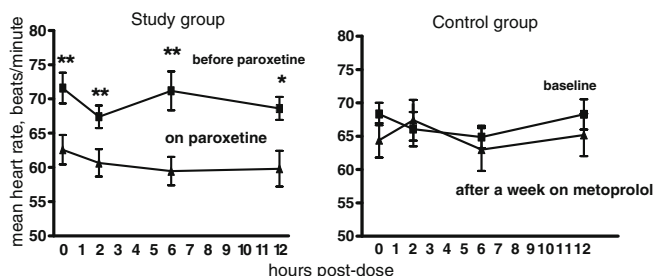 Study group
Control group
mean heart rate, beats/minute
80
75
70
65
60
55
50
**
**
**
*
before paroxetine
on paroxetine
0 1 2 3 4 5 6 7 8 9 10 11 12
80
75
70
65
60
55
50
baseline
after a week on metoprolol
0 1 2 3 4 5 6 7 8 9 10 11 12
hours post-dose